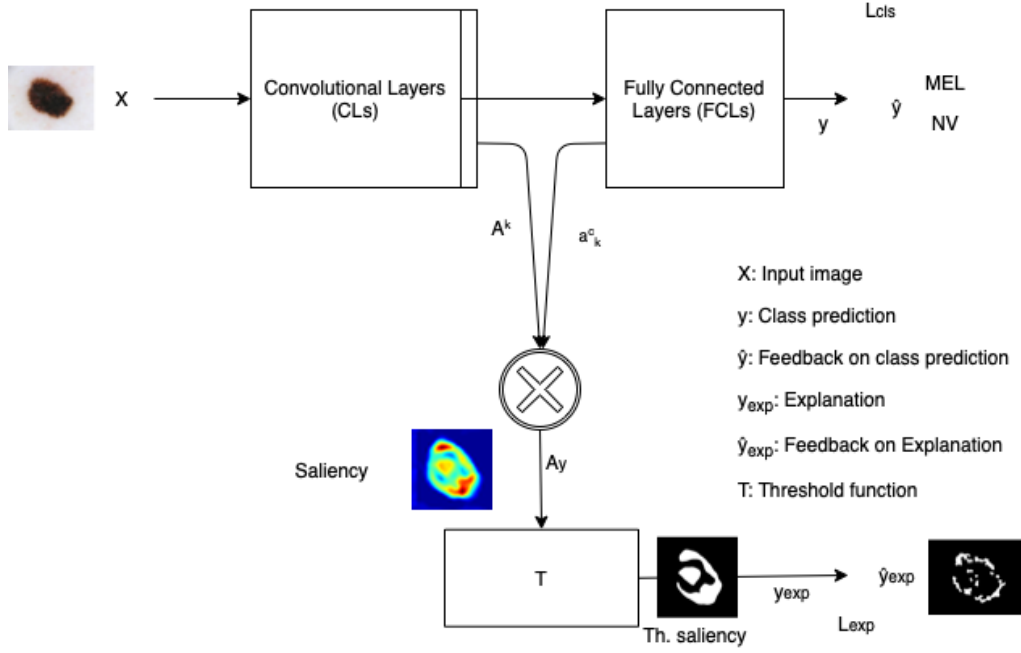 Lcls
X
Convolutional Layers
(CLs)
Fully Connected
Layers (FCLs)
y
ŷ
MEL
NV
Aᵏ
aᶜₖ
X: Input image
y: Class prediction
ŷ: Feedback on class prediction
yexp: Explanation
ŷexp: Feedback on Explanation
T: Threshold function
Saliency
Ay
T
Th. saliency
yexp
ŷexp
Lexp